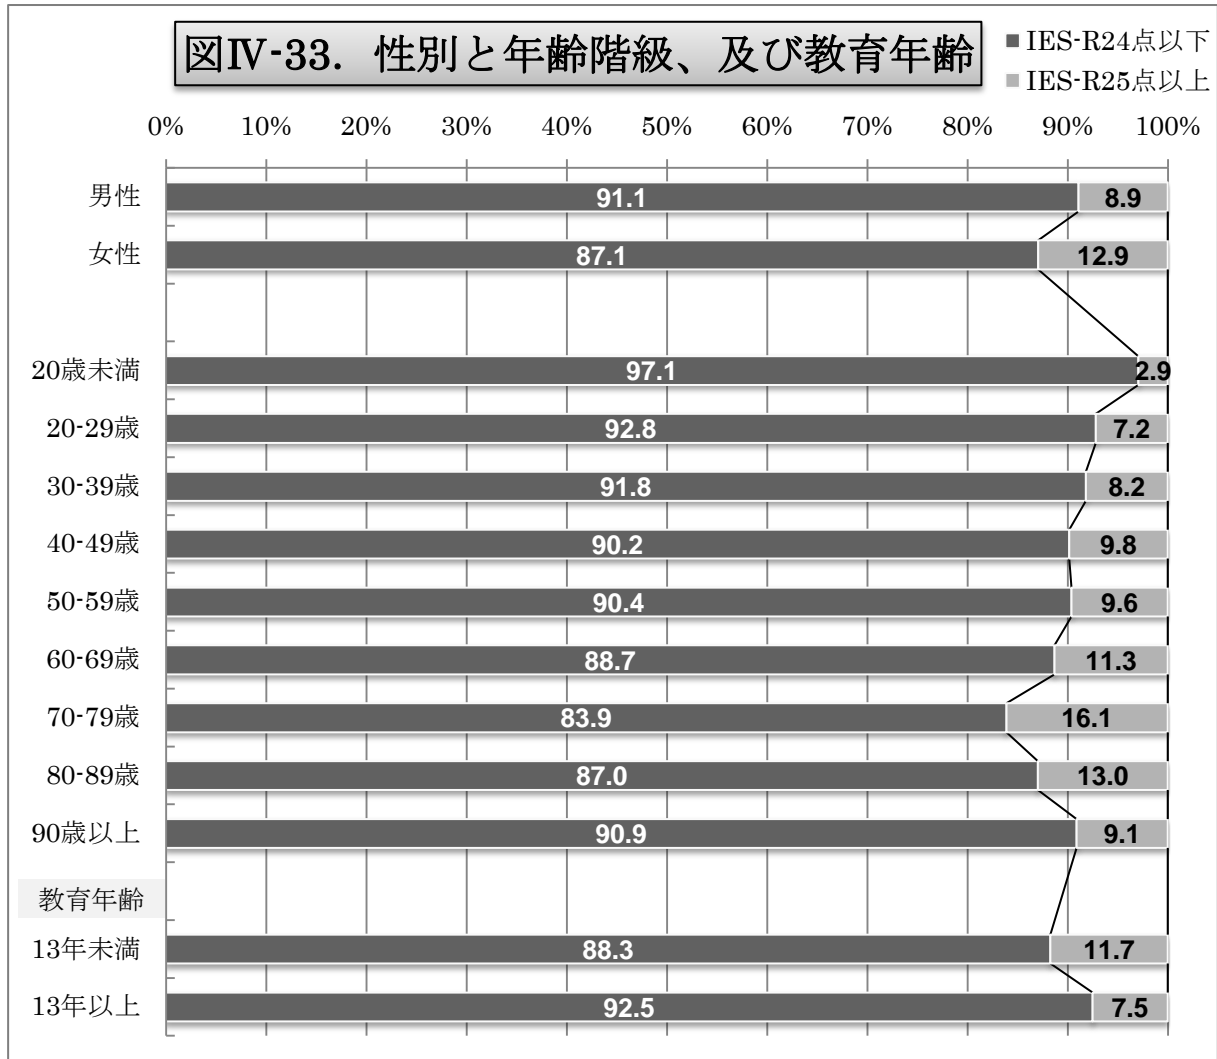 図Ⅳ-33. 性別と年齢階級、及び教育年齢
IES-R24点以下
IES-R25点以上
0% 10% 20% 30% 40% 50% 60% 70% 80% 90% 100%
男性 91.1 8.9
女性 87.1 12.9
20歳未満 97.1 2.9
20-29歳 92.8 7.2
30-39歳 91.8 8.2
40-49歳 90.2 9.8
50-59歳 90.4 9.6
60-69歳 88.7 11.3
70-79歳 83.9 16.1
80-89歳 87.0 13.0
90歳以上 90.9 9.1
教育年齢
13年未満 88.3 11.7
13年以上 92.5 7.5